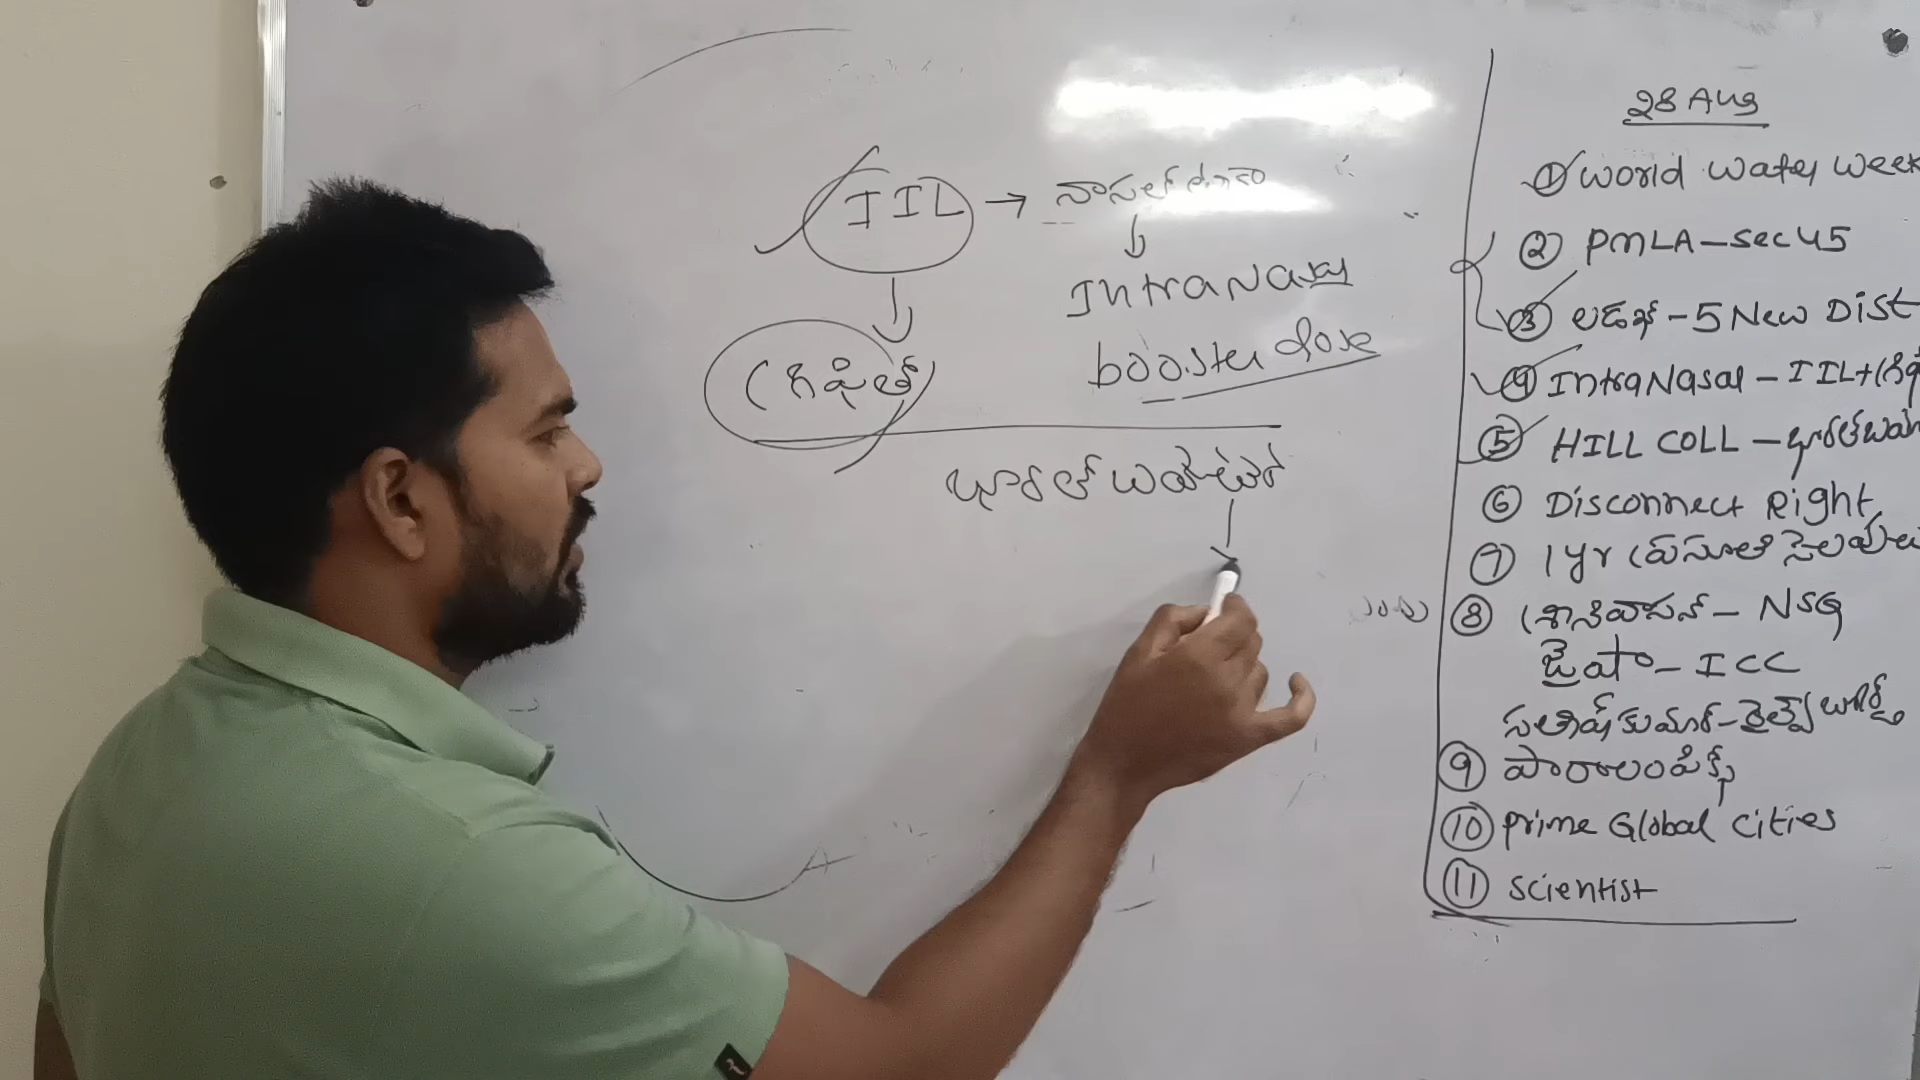 IIL → నాసల్
IntraNasal
booster dose
(గ్రిఫిత్)
భారత్ బయోటెక్
28 Aug
① World Water Week
② PMLA - Sec 45
③ లడఖ్ - 5 New Dist
④ IntraNasal - IIL + (గ్రి
⑤ HILL COLL - భారత్ బయో
⑥ Disconnect Right
⑦ 1 yr ప్రసూతి సెలవులు
⑧ శ్రీనివాసన్ - NSG
జైషా - ICC
సతీష్ కుమార్ - రైల్వే బోర్డు
⑨ పారాలంపిక్స్
⑩ Prime Global Cities
⑪ Scientist